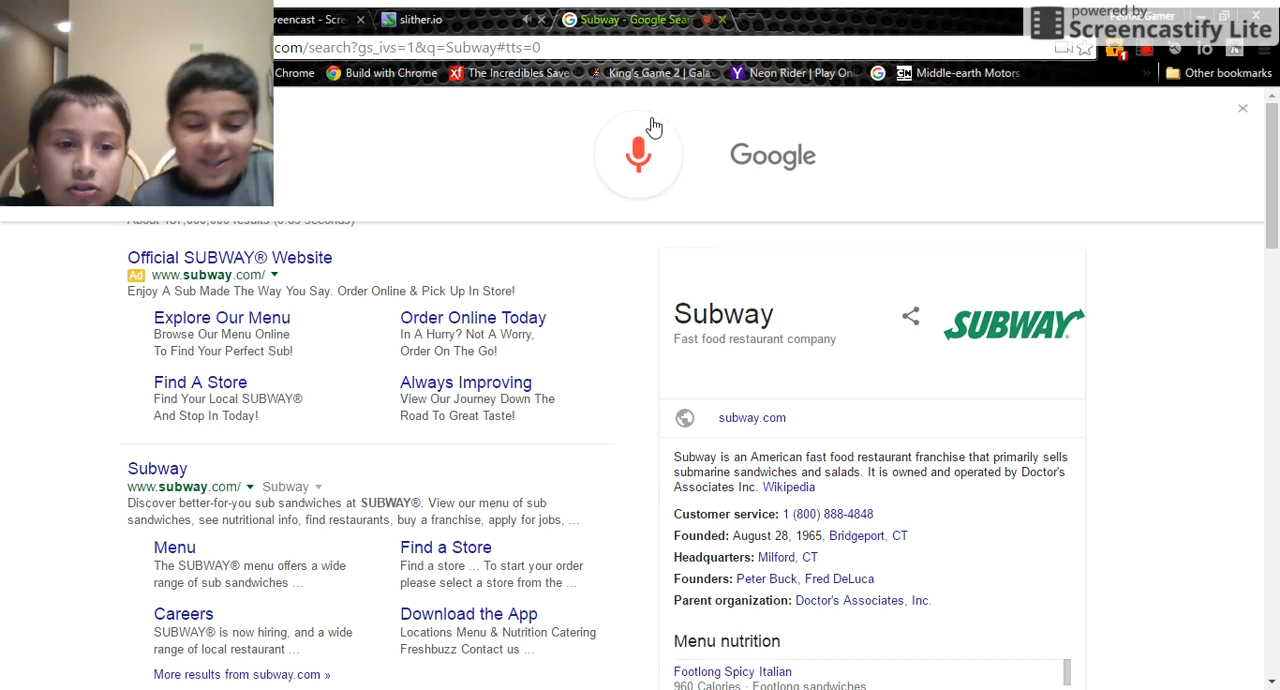 powered by
Screencastify Lite
reencast - Scre
slither.io
Subway - Google Sear
com/search?gs_ivs=1&q=Subway#tts=0
1
Chrome
Build with Chrome
The Incredibles Save
King's Game 2 | Gala
Neon Rider | Play Onl
Middle-earth Motors
Other bookmarks
Google
Official SUBWAY® Website
Ad www.subway.com/
Enjoy A Sub Made The Way You Say. Order Online & Pick Up In Store!
Explore Our Menu
Browse Our Menu Online
To Find Your Perfect Sub!
Order Online Today
In A Hurry? Not A Worry,
Order On The Go!
Find A Store
Find Your Local SUBWAY®
And Stop In Today!
Always Improving
View Our Journey Down The
Road To Great Taste!
Subway
www.subway.com/ Subway
Discover better-for-you sub sandwiches at SUBWAY®. View our menu of sub
sandwiches, see nutritional info, find restaurants, buy a franchise, apply for jobs, ...
Menu
The SUBWAY® menu offers a wide
range of sub sandwiches ...
Find a Store
Find a store ... To start your order
please select a store from the ...
Careers
SUBWAY® is now hiring, and a wide
range of local restaurant ...
Download the App
Locations Menu & Nutrition Catering
Freshbuzz Contact us ...
More results from subway.com »
Subway
Fast food restaurant company
SUBWAY
subway.com
Subway is an American fast food restaurant franchise that primarily sells
submarine sandwiches and salads. It is owned and operated by Doctor's
Associates Inc. Wikipedia
Customer service: 1 (800) 888-4848
Founded: August 28, 1965, Bridgeport, CT
Headquarters: Milford, CT
Founders: Peter Buck, Fred DeLuca
Parent organization: Doctor's Associates, Inc.
Menu nutrition
Footlong Spicy Italian
960 Calories · Footlong sandwiches